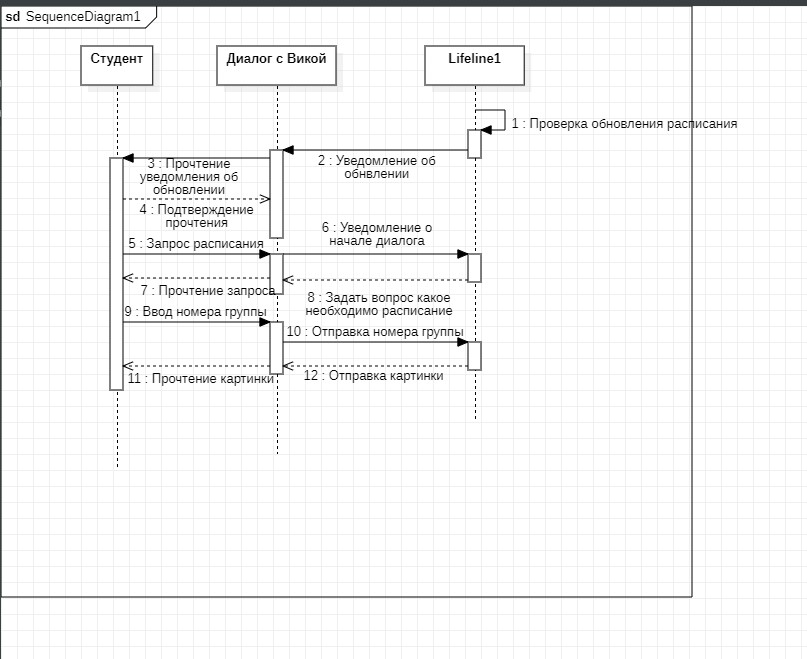 sd SequenceDiagram1
Студент
Диалог с Викой
Lifeline1
1 : Проверка обновления расписания
2 : Уведомление об
обнвлении
3 : Прочтение
уведомления об
обновлении
4 : Подтверждение
прочтения
5 : Запрос расписания
6 : Уведомление о
начале диалога
7 : Прочтение запроса
8 : Задать вопрос какое
необходимо расписание
9 : Ввод номера группы
10 : Отправка номера группы
11 : Прочтение картинки
12 : Отправка картинки